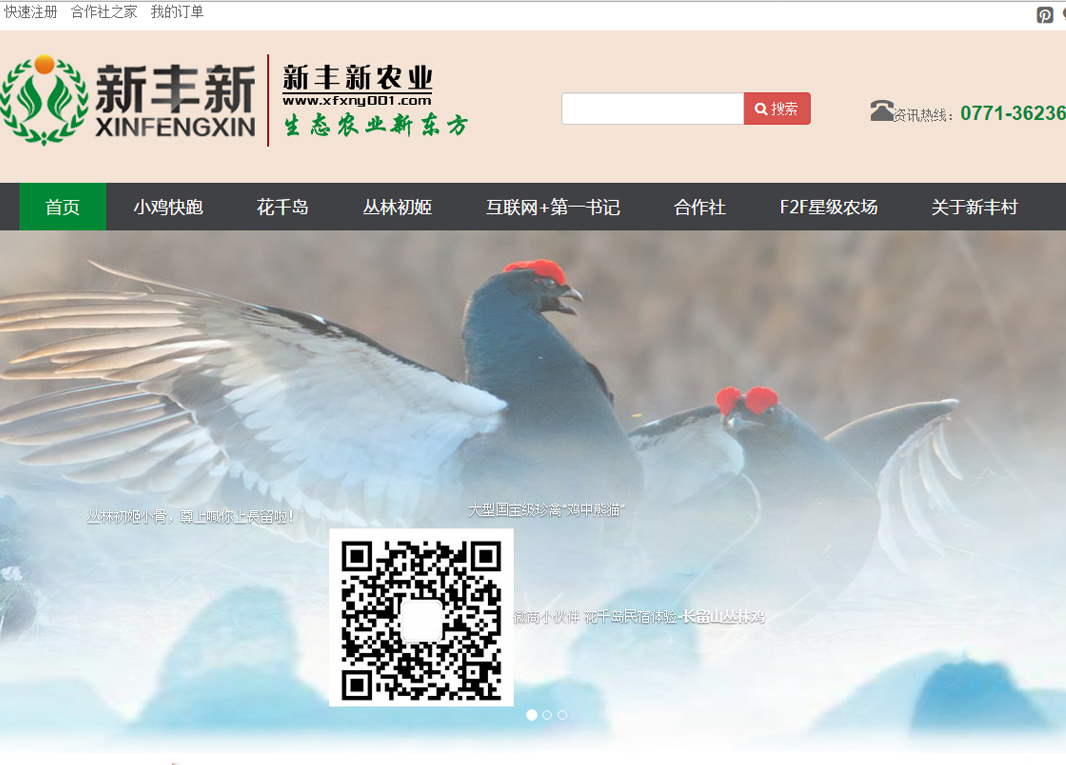 快速注册 合作社之家 我的订单
新丰新
XINFENGXIN
新丰新农业
www.xfxny001.com
生态农业新东方
搜索
资讯热线：0771-36236
首页 小鸡快跑 花千岛 丛林初姬 互联网+第一书记 合作社 F2F星级农场 关于新丰村
丛林初姬小骨，尊上喊你上長留啦！
大型国宝级珍禽"鸡中熊猫"
微商小伙伴 花千岛民宿体验-长留山丛林鸡